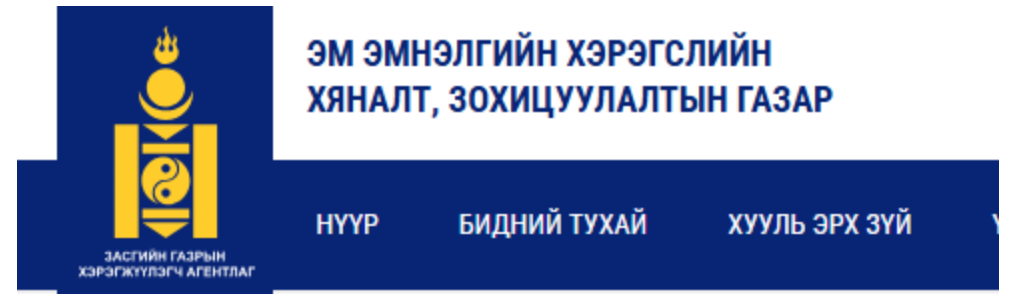 ЭМ ЭМНЭЛГИЙН ХЭРЭГСЛИЙН
ХЯНАЛТ, ЗОХИЦУУЛАЛТЫН ГАЗАР
НҮҮР БИДНИЙ ТУХАЙ ХУУЛЬ ЭРХ ЗҮЙ
ЗАСГИЙН ГАЗРЫН
ХЭРЭГЖҮҮЛЭГЧ АГЕНТЛАГ